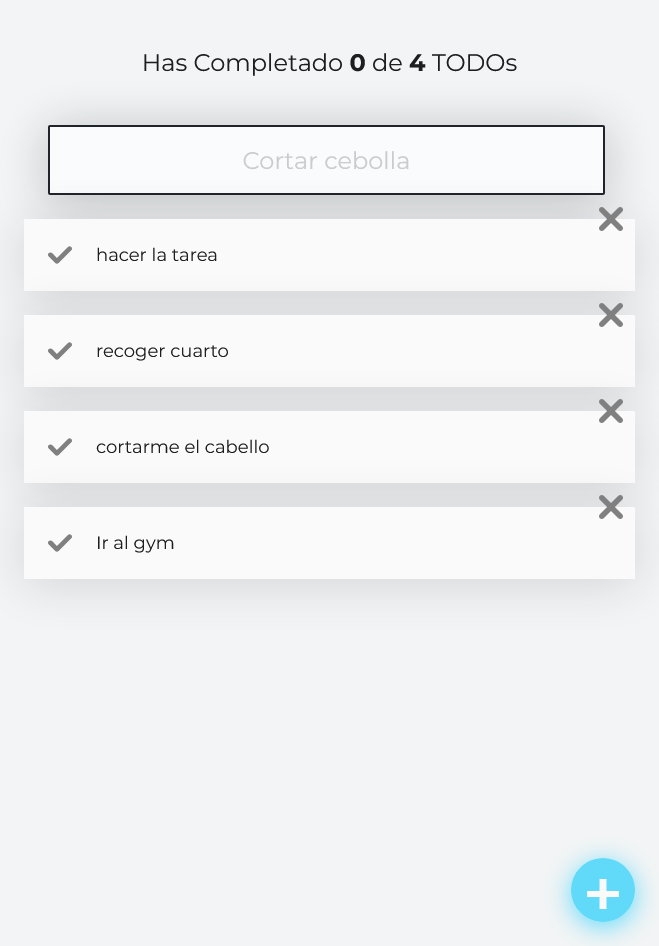 Has Completado 0 de 4 TODOs
Cortar cebolla
hacer la tarea
recoger cuarto
cortarme el cabello
Ir al gym